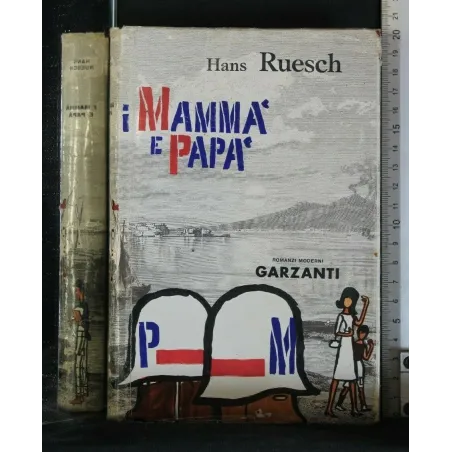 Hans Ruesch
i MAMMA'
E PAPA'
ROMANZI MODERNI
GARZANTI
P M